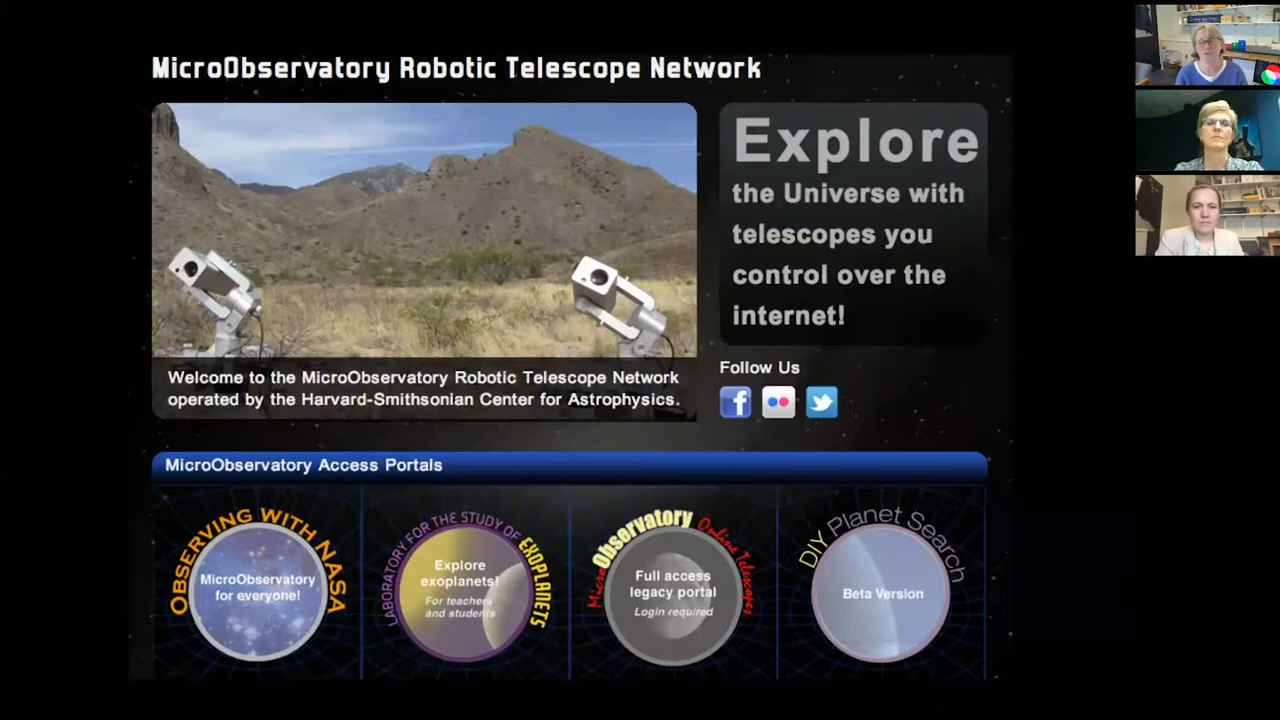 MicroObservatory Robotic Telescope Network
Explore
the Universe with
telescopes you
control over the
internet!
Welcome to the MicroObservatory Robotic Telescope Network
operated by the Harvard-Smithsonian Center for Astrophysics.
Follow Us
MicroObservatory Access Portals
OBSERVING WITH NASA
MicroObservatory
for everyone!
LABORATORY FOR THE STUDY OF EXOPLANETS
Explore
exoplanets!
For teachers
and students
MicroObservatory Online Telescopes
Full access
legacy portal
Login required
DIY Planet Search
Beta Version